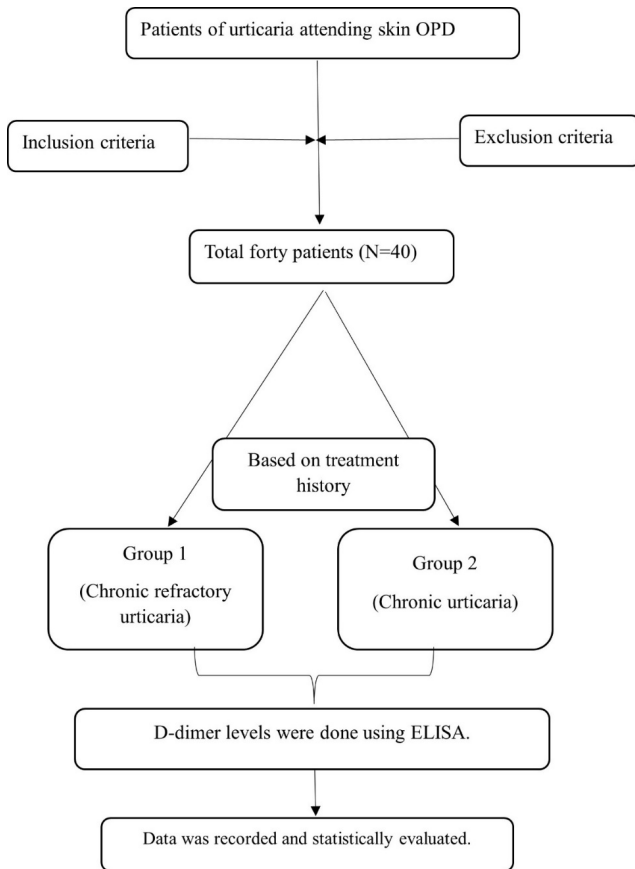 Patients of urticaria attending skin OPD
Inclusion criteria
Exclusion criteria
Total forty patients (N=40)
Based on treatment
history
Group 1
(Chronic refractory
urticaria)
Group 2
(Chronic urticaria)
D-dimer levels were done using ELISA.
Data was recorded and statistically evaluated.